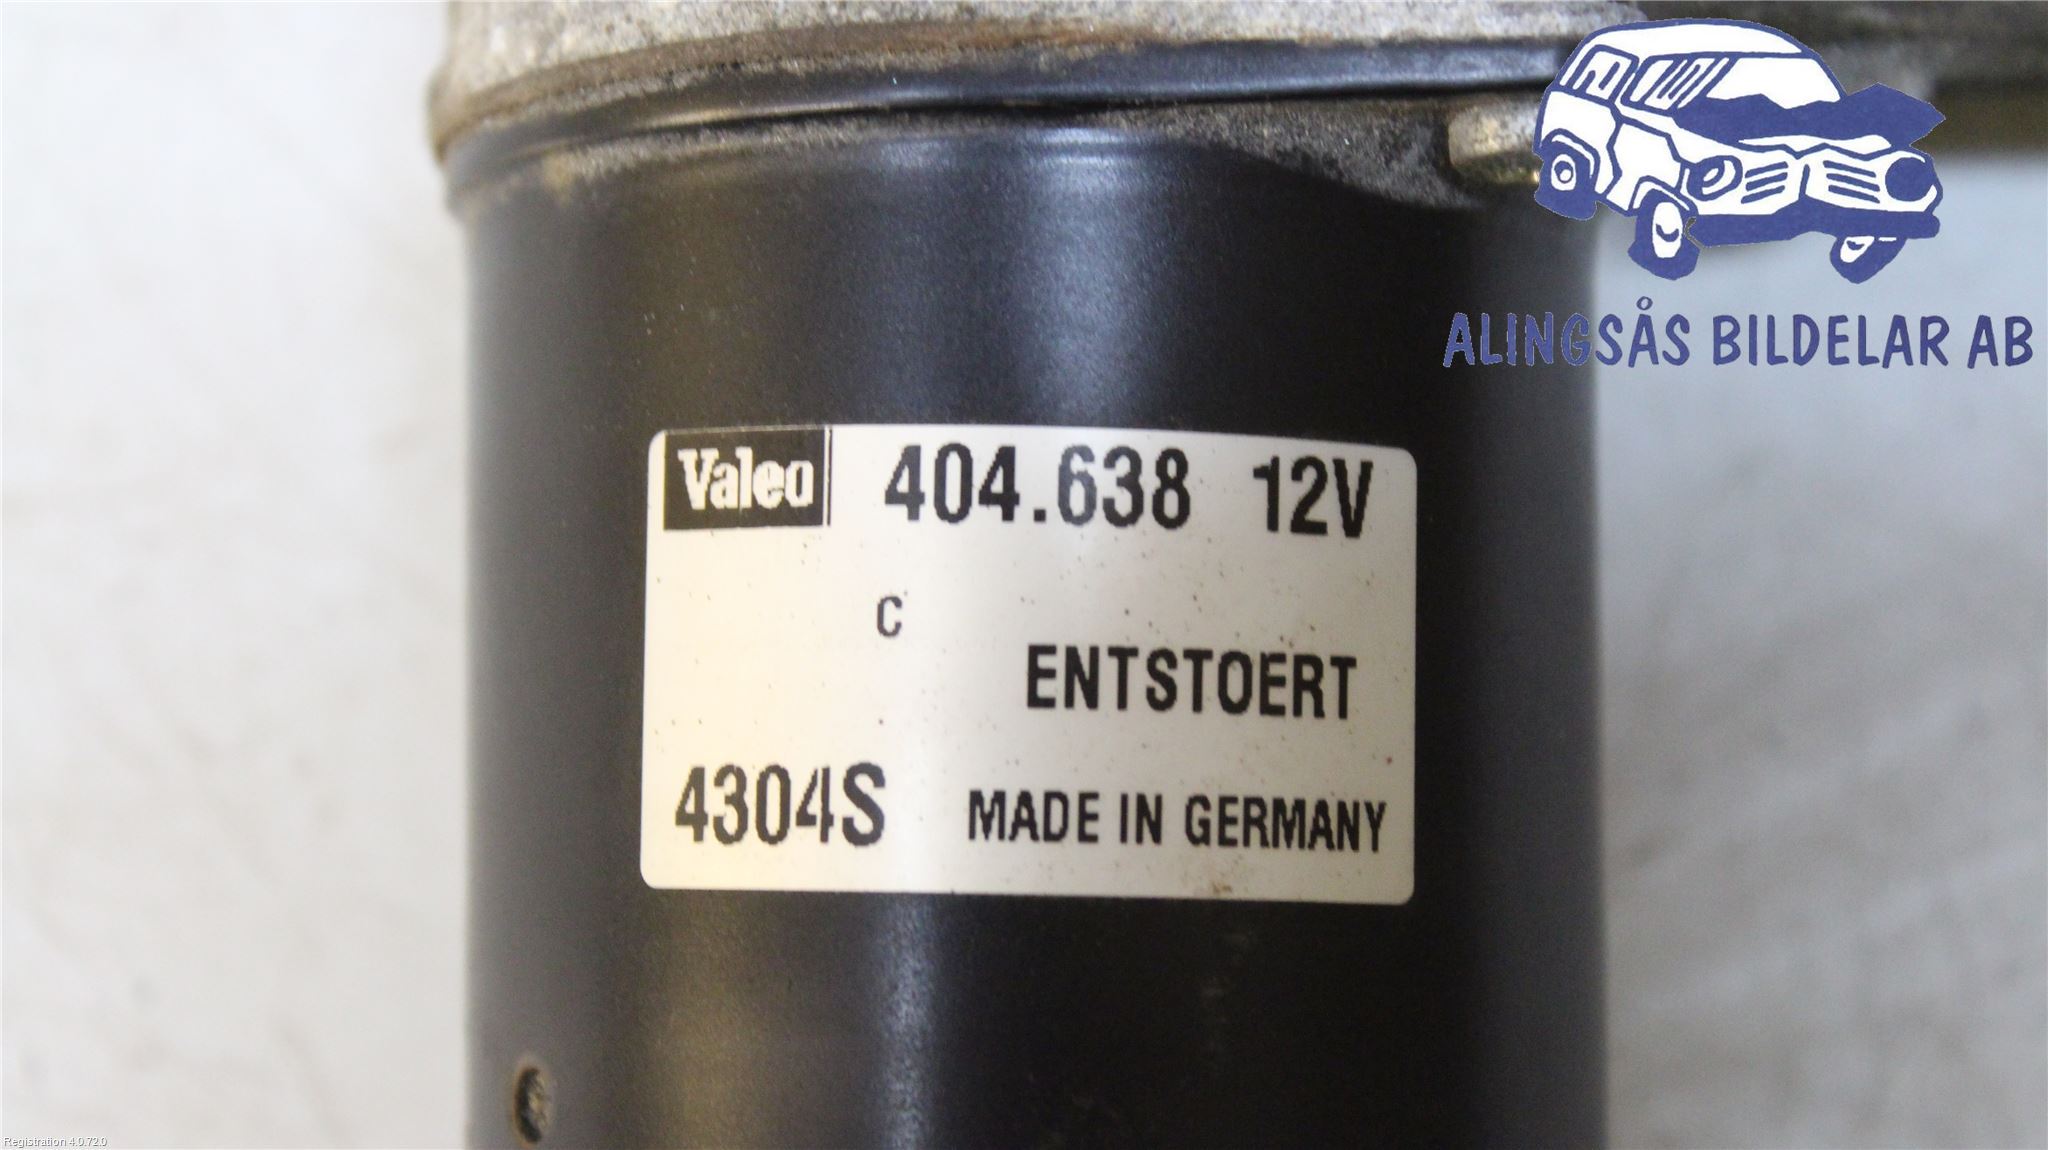 ALINGSÅS BILDELAR AB
Valeo 404.638 12V
C
ENTSTOERT
4304S MADE IN GERMANY
Registration 4.0.72.0